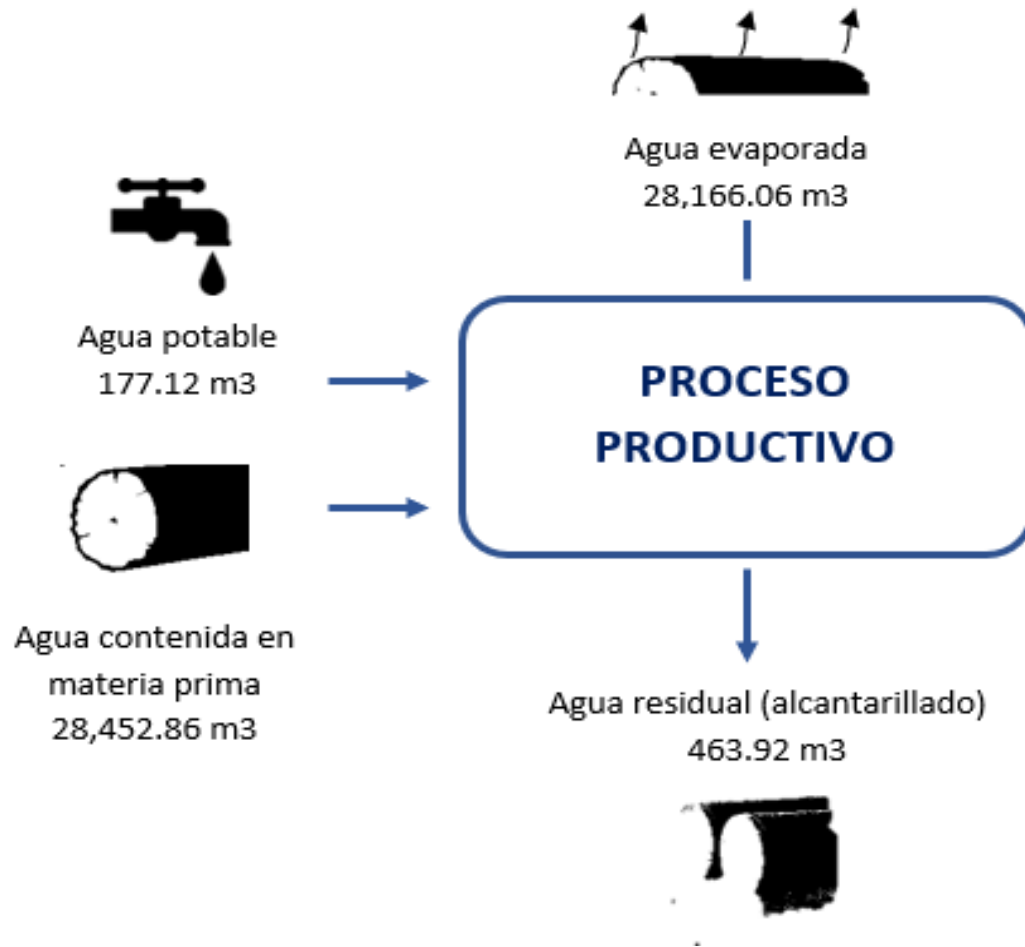 Agua evaporada
28,166.06 m3
Agua potable
177.12 m3
PROCESO
PRODUCTIVO
Agua contenida en
materia prima
28,452.86 m3
Agua residual (alcantarillado)
463.92 m3